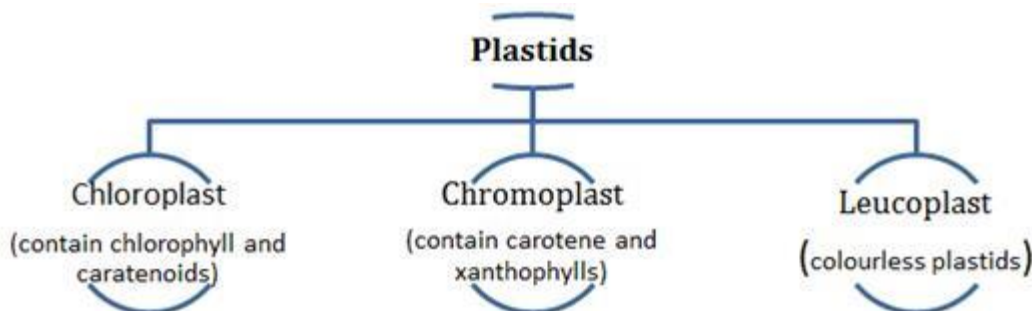 Plastids
Chloroplast
(contain chlorophyll and
caratenoids)
Chromoplast
(contain carotene and
xanthophylls)
Leucoplast
(colourless plastids)